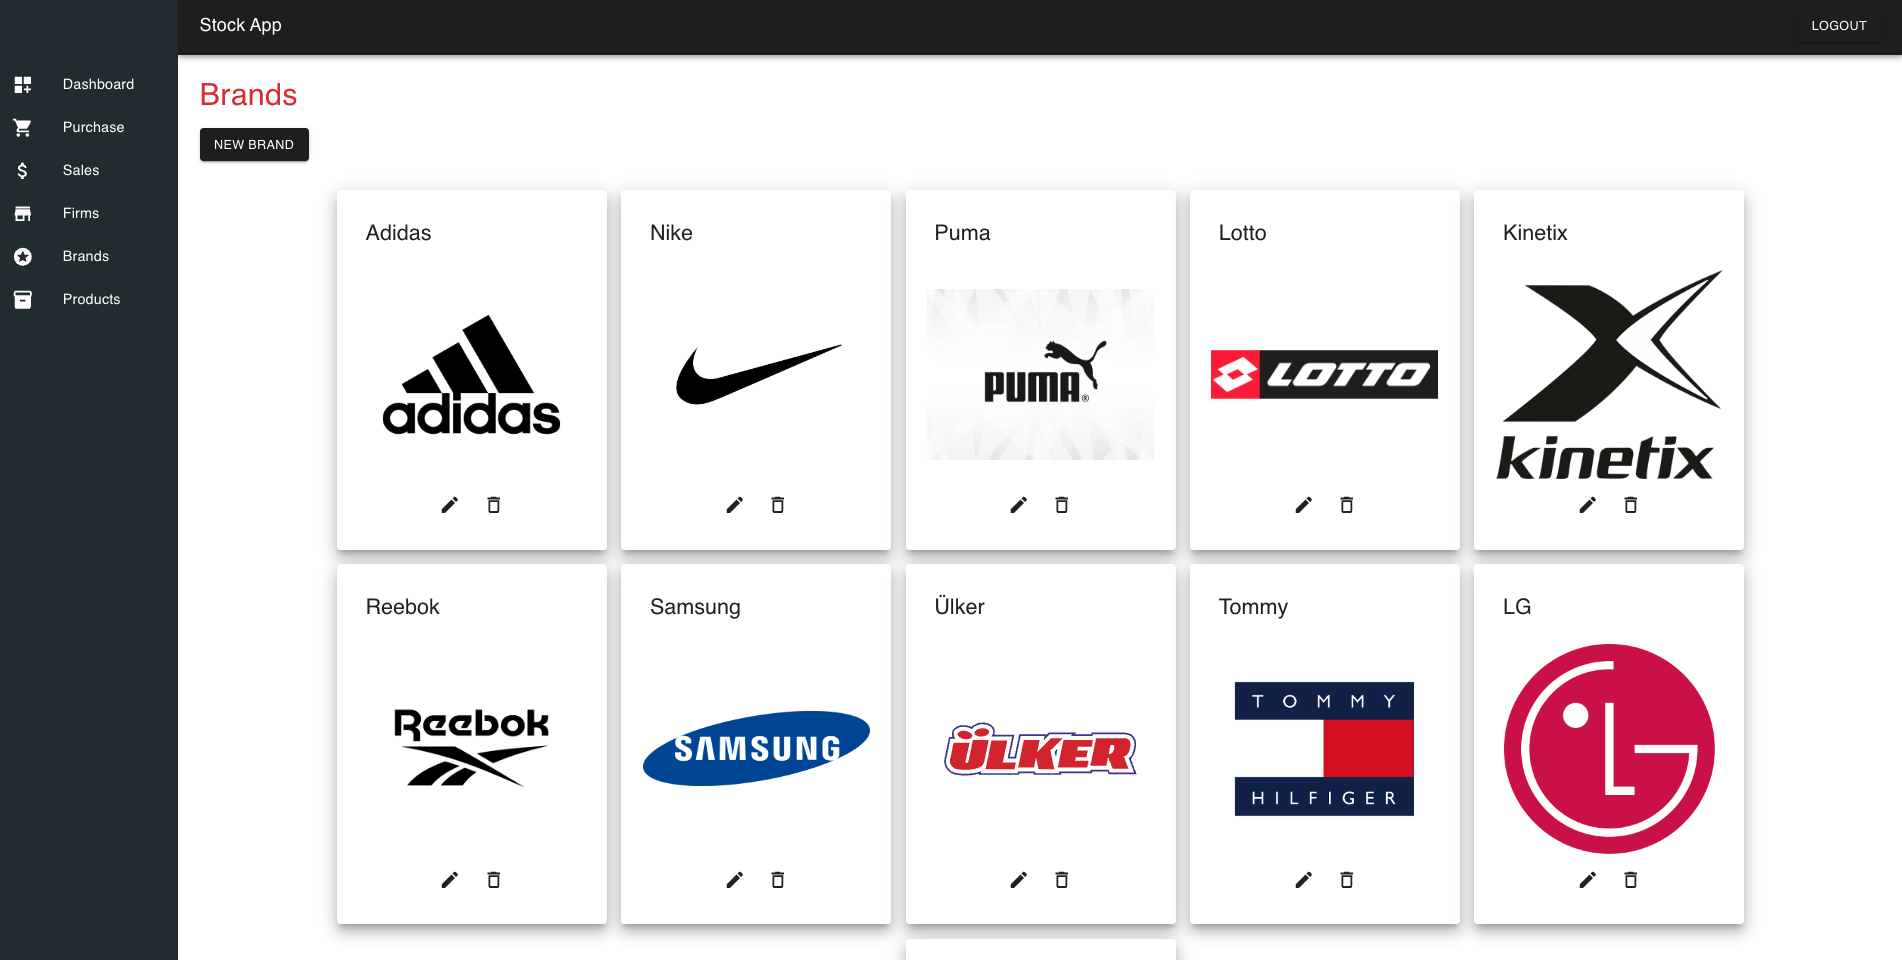 Stock App
LOGOUT
Dashboard
Purchase
Sales
Firms
Brands
Products
Brands
NEW BRAND
Adidas
Nike
Puma
Lotto
Kinetix
adidas
PUMA®
LOTTO
kinetix
Reebok
Samsung
Ülker
Tommy
LG
Reebok
SAMSUNG
ÜLKER
TOMMY
HILFIGER
LG